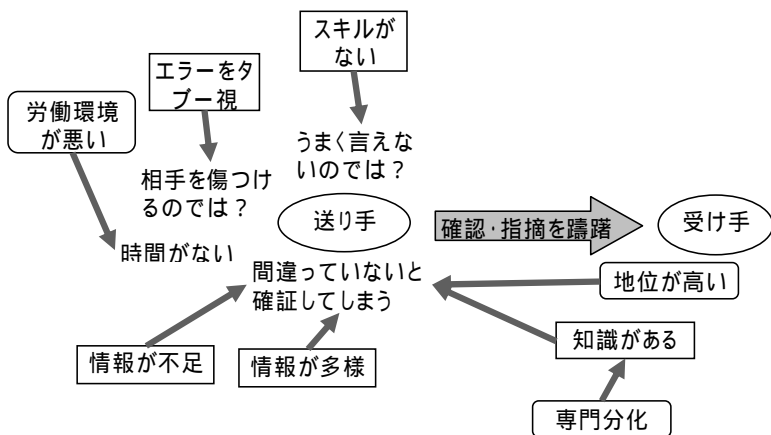 スキルが
ない
エラーをタ
ブー視
労働環境
が悪い
うまく言えな
いのでは？
相手を傷つけ
るのでは？
送り手
確認・指摘を躊躇
受け手
時間がない
間違っていないと
確証してしまう
地位が高い
知識がある
情報が不足
情報が多様
専門分化